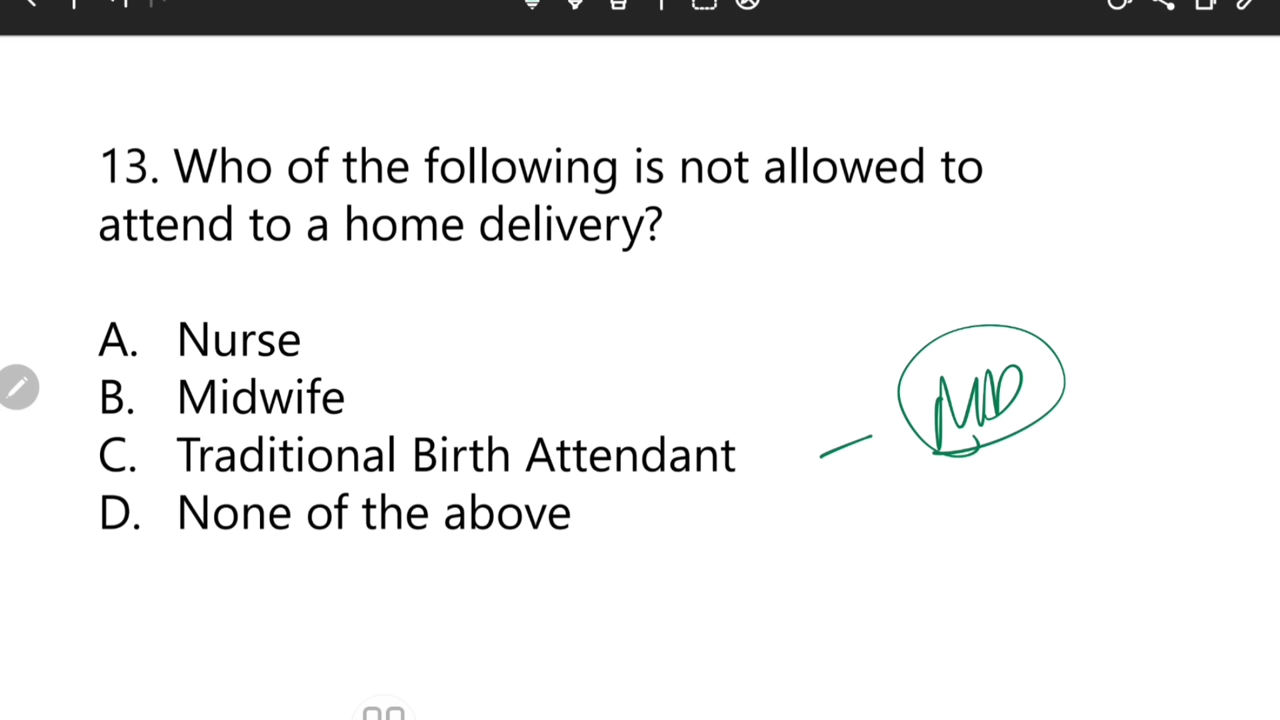 13. Who of the following is not allowed to
attend to a home delivery?
A. Nurse
B. Midwife
C. Traditional Birth Attendant
D. None of the above
MD